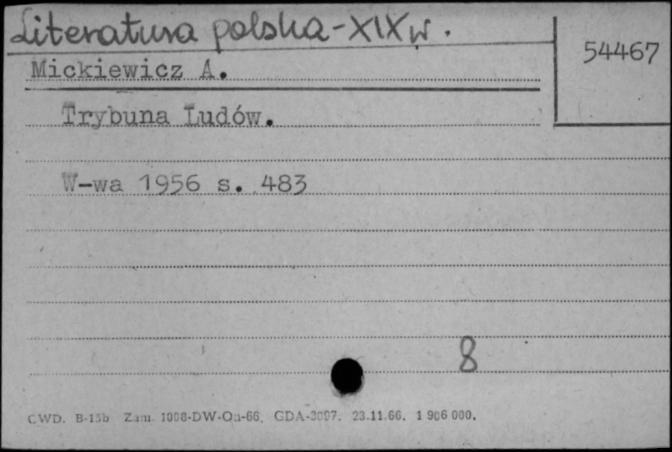 Literatura polska-XIX w.
54467
Mickiewicz A.
Trybuna Ludów.
W-wa 1956 s. 483
8
CWD. B-15b Zam. 1008-DW-Oa-66. GDA-3097. 23.11.66. 1 906 000.